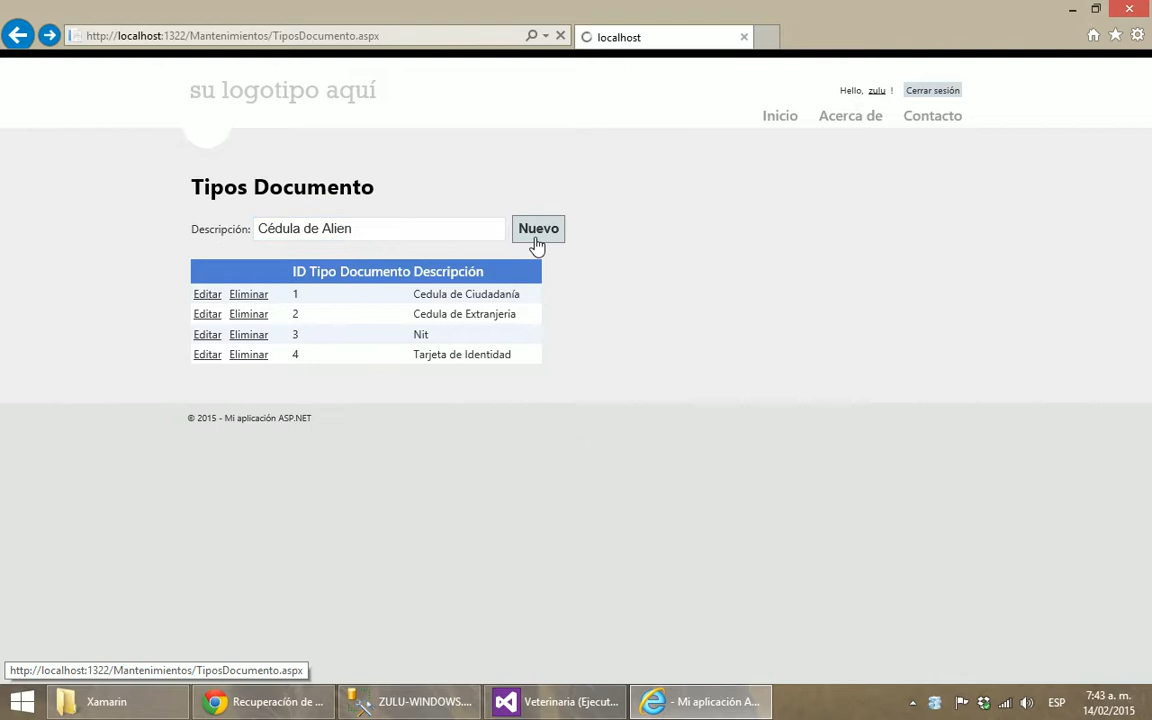 http://localhost:1322/Mantenimientos/TiposDocumento.aspx
localhost
su logotipo aquí
Hello, zulu !
Cerrar sesión
Inicio
Acerca de
Contacto
Tipos Documento
Descripción:
Cédula de Alien
Nuevo
ID Tipo Documento Descripción
Editar Eliminar 1 Cedula de Ciudadanía
Editar Eliminar 2 Cedula de Extranjeria
Editar Eliminar 3 Nit
Editar Eliminar 4 Tarjeta de Identidad
© 2015 - Mi aplicación ASP.NET
http://localhost:1322/Mantenimientos/TiposDocumento.aspx
Xamarin
Recuperación de ...
ZULU-WINDOWS....
Veterinaria (Ejecut...
- Mi aplicación A...
ESP
7:43 a. m.
14/02/2015